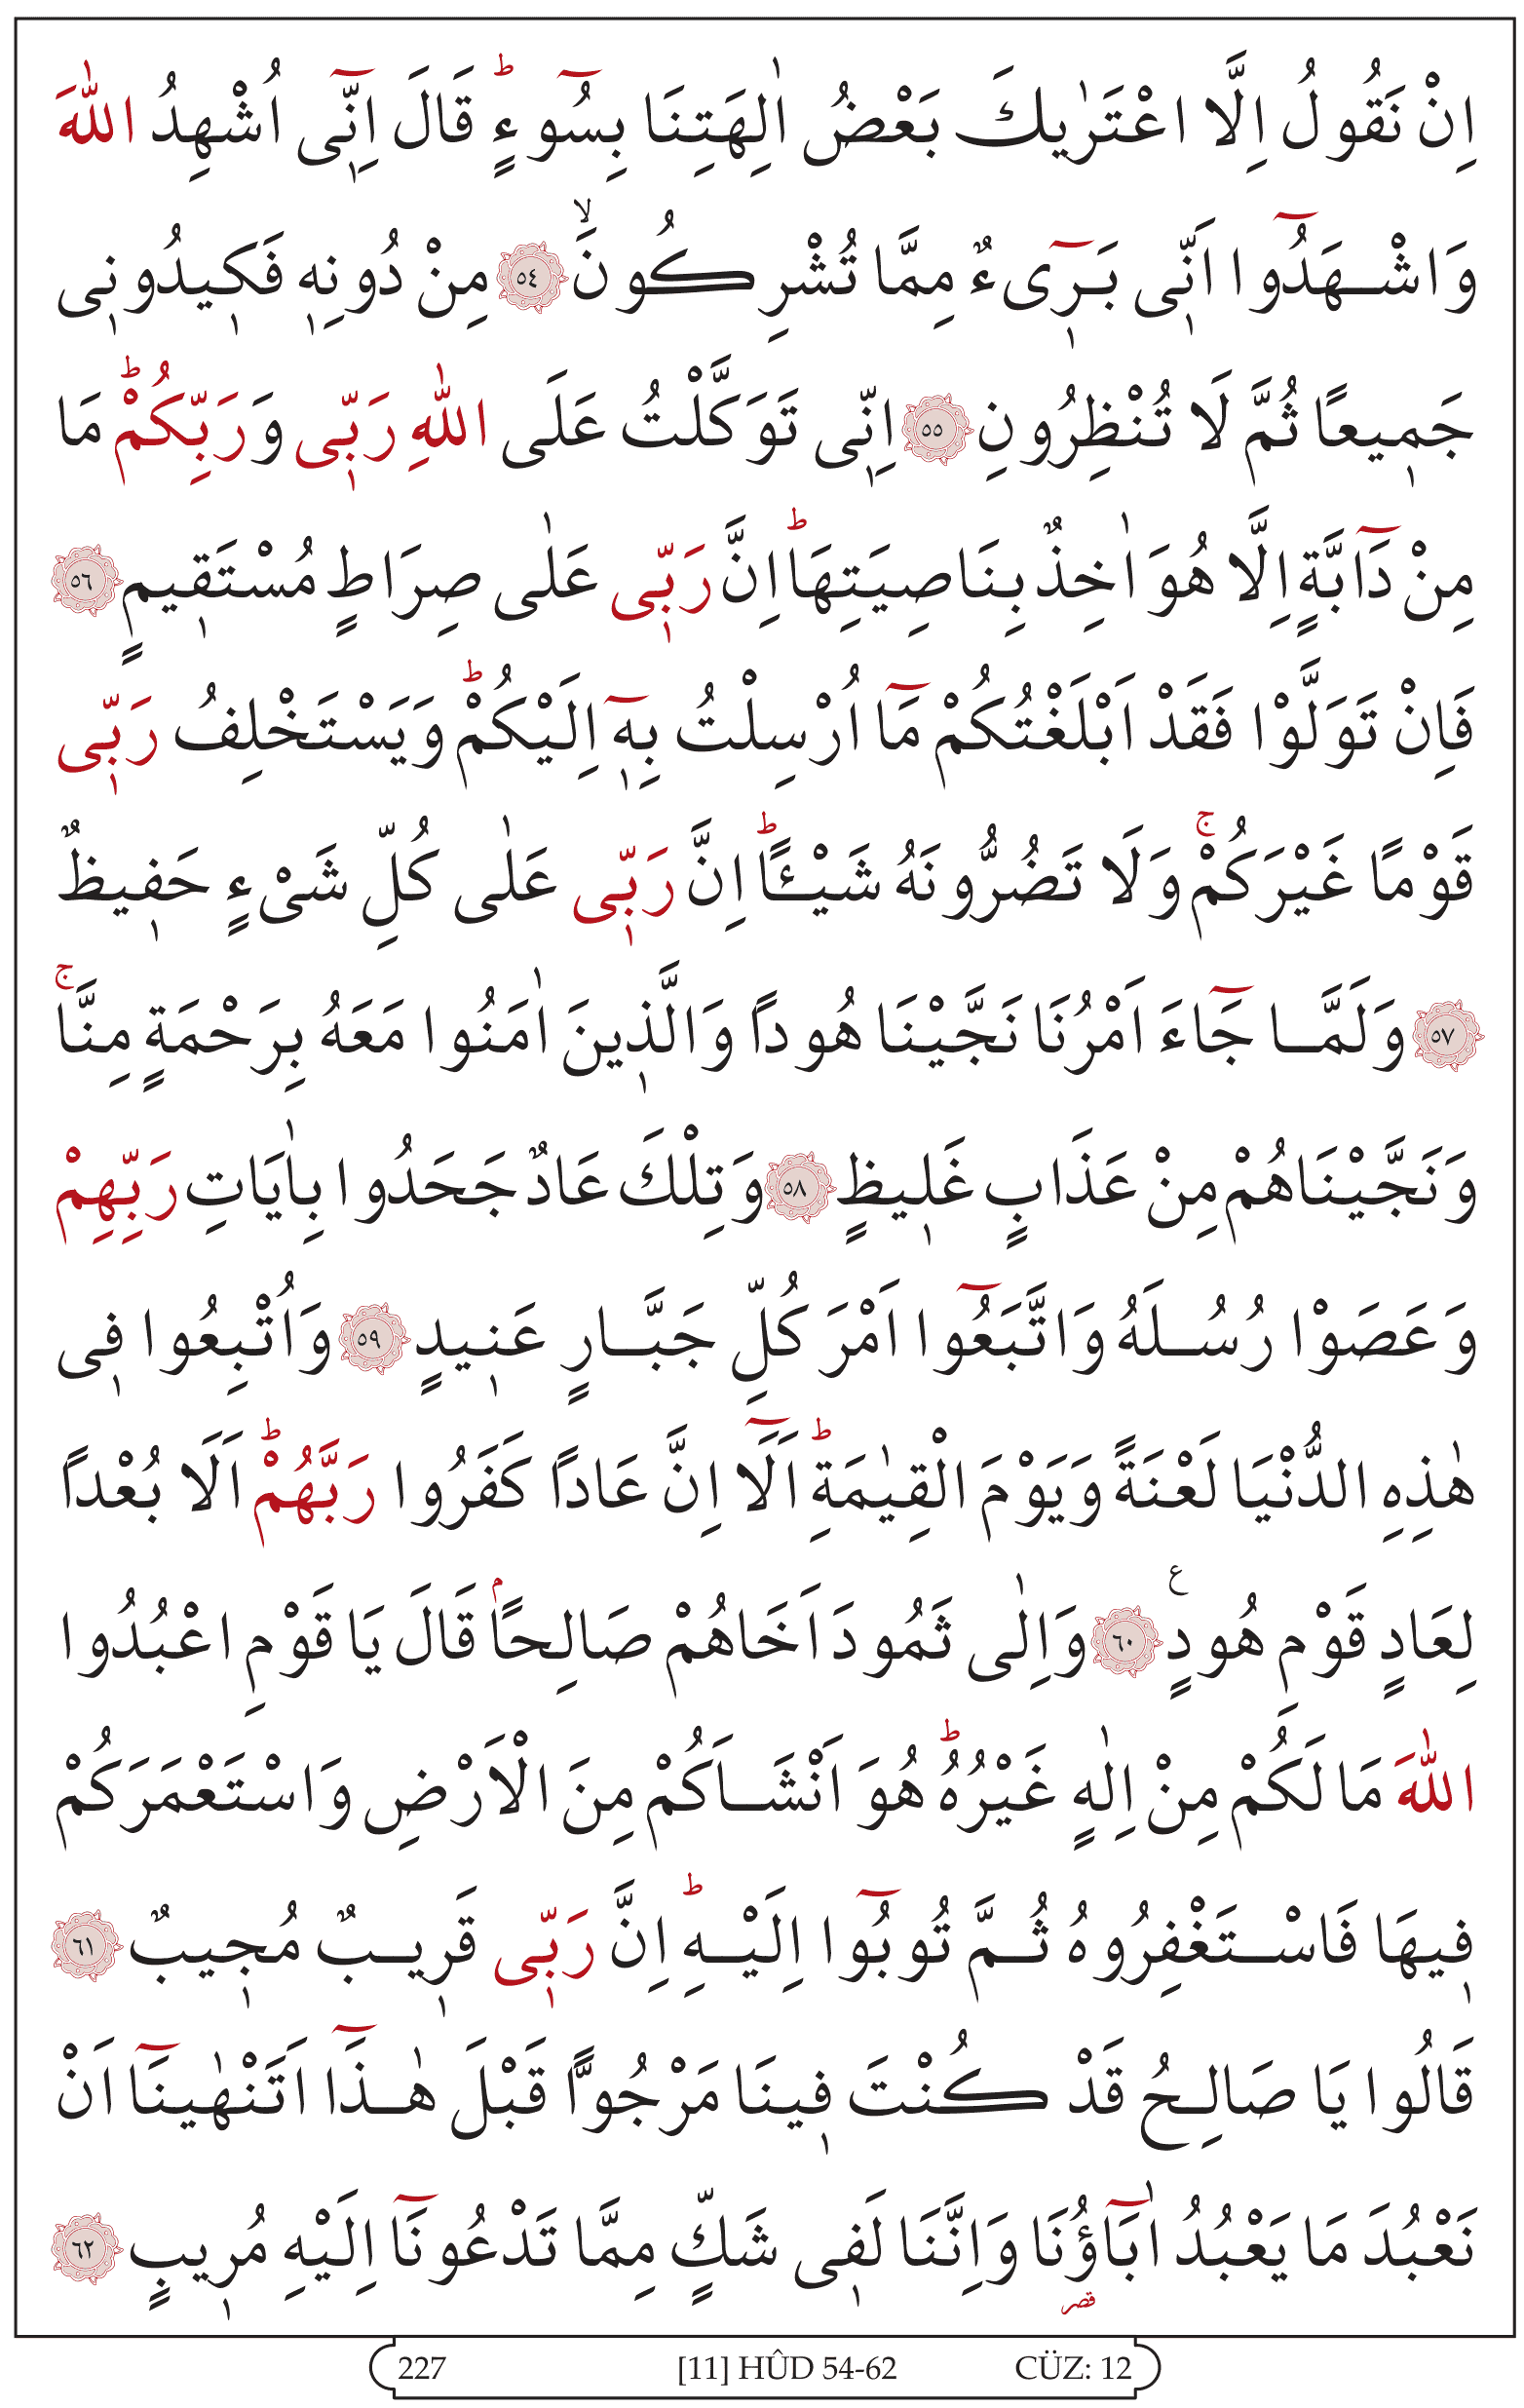 اِنْ نَقُولُ اِلَّا اعْتَرٰيكَ بَعْضُ اٰلِهَتِنَا بِسُٓوءٍۜ قَالَ اِنّ۪ٓي اُشْهِدُ اللّٰهَ
وَاشْهَدُٓوا اَنّ۪ي بَر۪ٓيءٌ مِمَّا تُشْرِكُونَۙ ﴿٥٤﴾ مِنْ دُونِه۪ فَك۪يدُون۪ي
جَم۪يعًا ثُمَّ لَا تُنْظِرُونِ ﴿٥٥﴾ اِنّ۪ي تَوَكَّلْتُ عَلَى اللّٰهِ رَبّ۪ي وَرَبِّكُمْۜ مَا
مِنْ دَٓابَّةٍ اِلَّا هُوَ اٰخِذٌ بِنَاصِيَتِهَاۜ اِنَّ رَبّ۪ي عَلٰى صِرَاطٍ مُسْتَق۪يمٍ ﴿٥٦﴾
فَاِنْ تَوَلَّوْا فَقَدْ اَبْلَغْتُكُمْ مَٓا اُرْسِلْتُ بِه۪ٓ اِلَيْكُمْۜ وَيَسْتَخْلِفُ رَبّ۪ي
قَوْمًا غَيْرَكُمْۚ وَلَا تَضُرُّونَهُ شَيْـًٔاۜ اِنَّ رَبّ۪ي عَلٰى كُلِّ شَيْءٍ حَف۪يظٌ
﴿٥٧﴾ وَلَمَّا جَٓاءَ اَمْرُنَا نَجَّيْنَا هُودًا وَالَّذ۪ينَ اٰمَنُوا مَعَهُ بِرَحْمَةٍ مِنَّاۚ
وَنَجَّيْنَاهُمْ مِنْ عَذَابٍ غَل۪يظٍ ﴿٥٨﴾ وَتِلْكَ عَادٌ جَحَدُوا بِاٰيَاتِ رَبِّهِمْ
وَعَصَوْا رُسُلَهُ وَاتَّبَعُٓوا اَمْرَ كُلِّ جَبَّارٍ عَن۪يدٍ ﴿٥٩﴾ وَاُتْبِعُوا ف۪ي
هٰذِهِ الدُّنْيَا لَعْنَةً وَيَوْمَ الْقِيٰمَةِۜ اَلَٓا اِنَّ عَادًا كَفَرُوا رَبَّهُمْۜ اَلَا بُعْدًا
لِعَادٍ قَوْمِ هُودٍ۟ ﴿٦٠﴾ وَاِلٰى ثَمُودَ اَخَاهُمْ صَالِحًاۢ قَالَ يَا قَوْمِ اعْبُدُوا
اللّٰهَ مَا لَكُمْ مِنْ اِلٰهٍ غَيْرُهُۜ هُوَ اَنْشَاَكُمْ مِنَ الْاَرْضِ وَاسْتَعْمَرَكُمْ
ف۪يهَا فَاسْتَغْفِرُوهُ ثُمَّ تُوبُٓوا اِلَيْهِۜ اِنَّ رَبّ۪ي قَر۪يبٌ مُج۪يبٌ ﴿٦١﴾
قَالُوا يَا صَالِحُ قَدْ كُنْتَ ف۪ينَا مَرْجُوًّا قَبْلَ هٰذَٓا اَتَنْهٰينَٓا اَنْ
نَعْبُدَ مَا يَعْبُدُ اٰبَٓاؤُ۬نَا وَاِنَّنَا لَف۪ي شَكٍّ مِمَّا تَدْعُونَٓا اِلَيْهِ مُر۪يبٍ ﴿٦٢﴾
قصر
227 [11] HÛD 54-62 CÜZ: 12